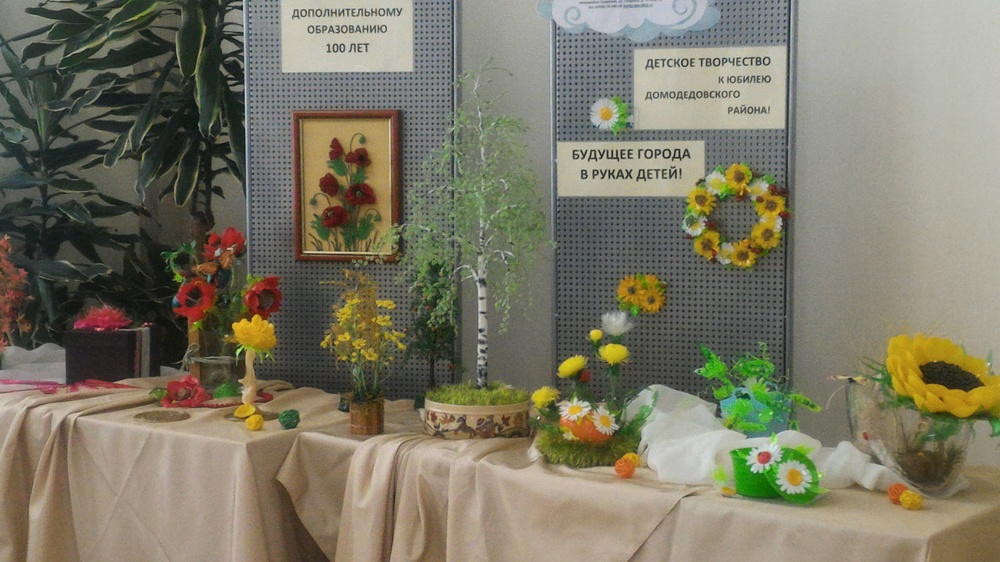 ДОПОЛНИТЕЛЬНОМУ
ОБРАЗОВАНИЮ
100 ЛЕТ
ДЕТСКОЕ ТВОРЧЕСТВО
К ЮБИЛЕЮ
ДОМОДЕДОВСКОГО
РАЙОНА!
БУДУЩЕЕ ГОРОДА
В РУКАХ ДЕТЕЙ!